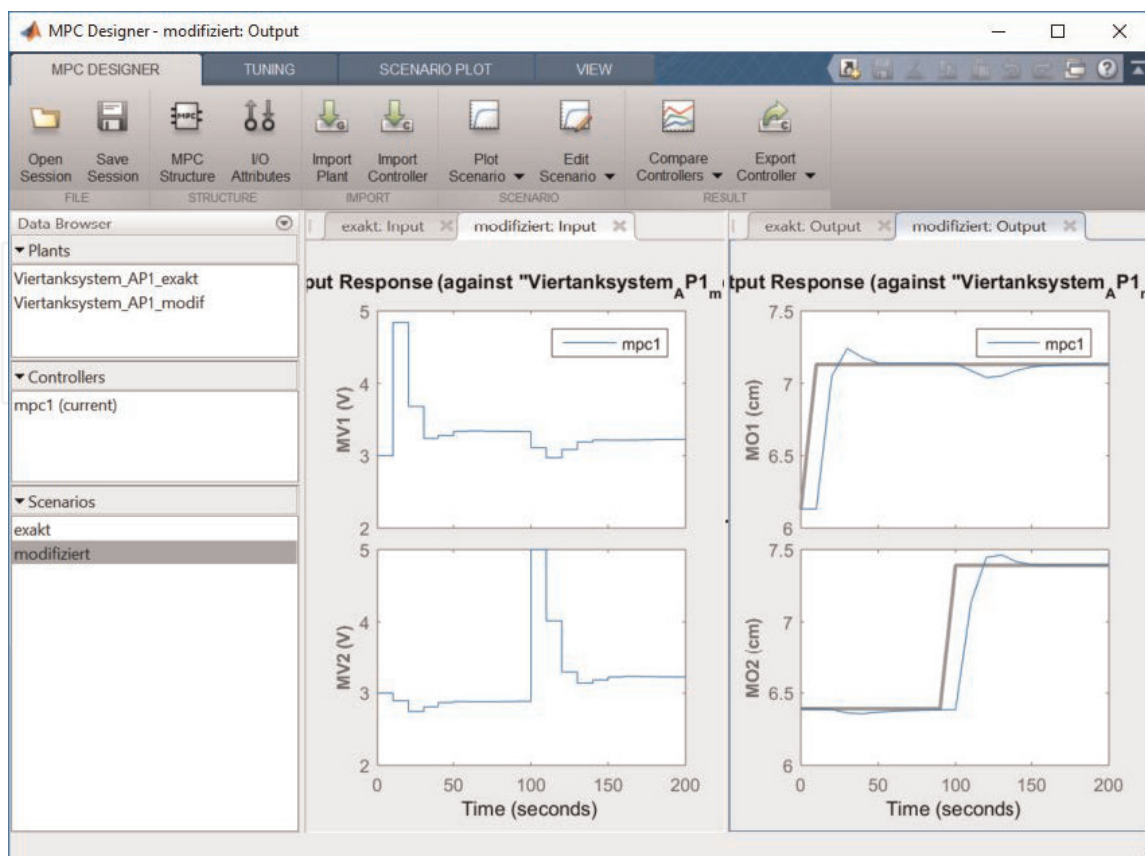 MPC Designer - modifiziert: Output
MPC DESIGNER TUNING SCENARIO PLOT VIEW
Open Session Save Session MPC Structure I/O Attributes Import Plant Import Controller Plot Scenario Edit Scenario Compare Controllers Export Controller
FILE STRUCTURE IMPORT SCENARIO RESULT
Data Browser
Plants
Viertanksystem_AP1_exakt
Viertanksystem_AP1_modif
Controllers
mpc1 (current)
Scenarios
exakt
modifiziert
exakt: Input modifiziert: Input
put Response (against "Viertanksystem_AP1_m
5
4
3
2
MV1 (V)
mpc1
5
4
3
2
MV2 (V)
0 50 100 150 200
Time (seconds)
exakt: Output modifiziert: Output
tput Response (against "Viertanksystem_AP1_
7.5
7
6.5
6
MO1 (cm)
mpc1
7.5
7
6.5
6
MO2 (cm)
0 50 100 150 200
Time (seconds)